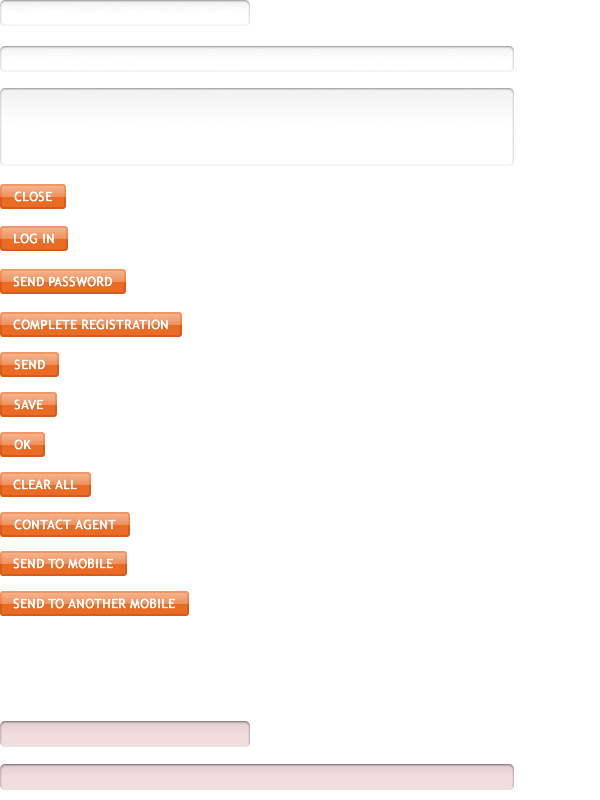 CLOSE
LOG IN
SEND PASSWORD
COMPLETE REGISTRATION
SEND
SAVE
OK
CLEAR ALL
CONTACT AGENT
SEND TO MOBILE
SEND TO ANOTHER MOBILE